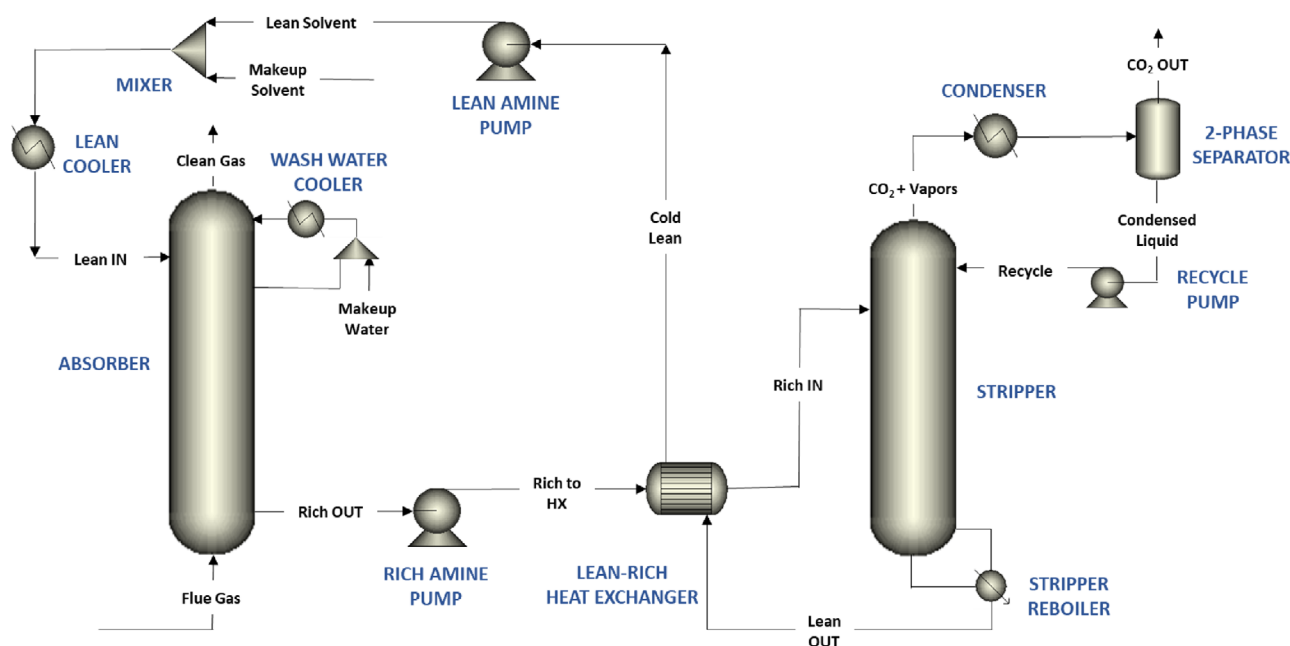 Lean Solvent
Makeup
Solvent
MIXER
LEAN AMINE
PUMP
LEAN
COOLER
Clean Gas
WASH WATER
COOLER
Lean IN
Makeup
Water
ABSORBER
Cold
Lean
CONDENSER
CO₂ OUT
2-PHASE
SEPARATOR
CO₂ + Vapors
Condensed
Liquid
Recycle
RECYCLE
PUMP
Rich IN
STRIPPER
Rich OUT
Rich to
HX
RICH AMINE
PUMP
LEAN-RICH
HEAT EXCHANGER
Flue Gas
STRIPPER
REBOILER
Lean
OUT